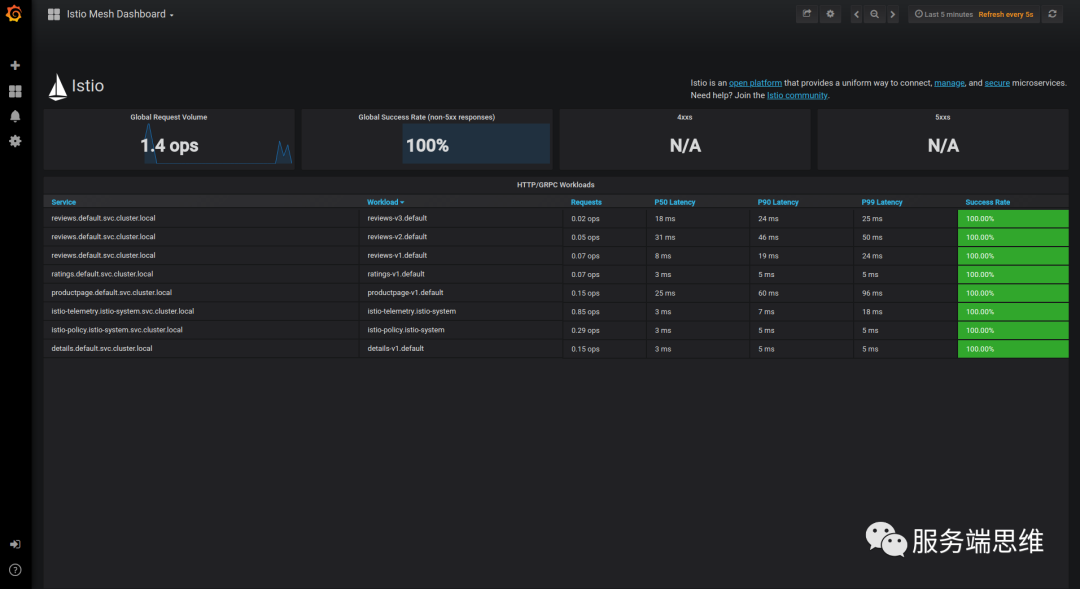 Istio Mesh Dashboard
Last 5 minutes Refresh every 5s
Istio
Istio is an open platform that provides a uniform way to connect, manage, and secure microservices.
Need help? Join the Istio community.
Global Request Volume
1.4 ops
Global Success Rate (non-5xx responses)
100%
4xxs
N/A
5xxs
N/A
HTTP/GRPC Workloads
Service Workload Requests P50 Latency P90 Latency P99 Latency Success Rate
reviews.default.svc.cluster.local reviews-v3.default 0.02 ops 18 ms 24 ms 25 ms 100.00%
reviews.default.svc.cluster.local reviews-v2.default 0.05 ops 31 ms 46 ms 50 ms 100.00%
reviews.default.svc.cluster.local reviews-v1.default 0.07 ops 8 ms 19 ms 24 ms 100.00%
ratings.default.svc.cluster.local ratings-v1.default 0.07 ops 3 ms 5 ms 5 ms 100.00%
productpage.default.svc.cluster.local productpage-v1.default 0.15 ops 25 ms 60 ms 96 ms 100.00%
istio-telemetry.istio-system.svc.cluster.local istio-telemetry.istio-system 0.85 ops 3 ms 7 ms 18 ms 100.00%
istio-policy.istio-system.svc.cluster.local istio-policy.istio-system 0.29 ops 3 ms 5 ms 5 ms 100.00%
details.default.svc.cluster.local details-v1.default 0.15 ops 3 ms 5 ms 5 ms 100.00%
服务端思维